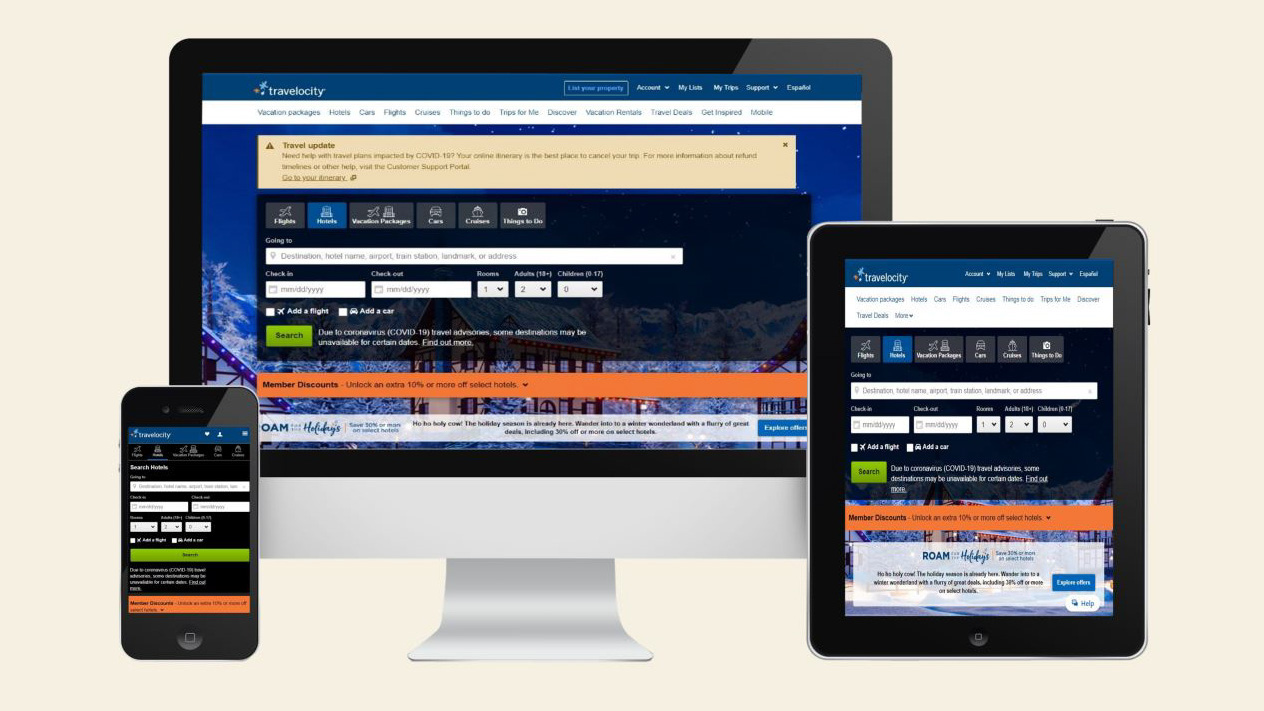 travelocity
List your property Account My Lists My Trips Support Español
Vacation packages Hotels Cars Flights Cruises Things to do Trips for Me Discover Vacation Rentals Travel Deals Get Inspired Mobile
Travel update
Need help with travel plans impacted by COVID-19? Your online itinerary is the best place to cancel your trip. For more information about refund
timelines or other help, visit the Customer Support Portal.
Go to your itinerary
Flights Hotels Vacation Packages Cars Cruises Things to Do
Going to
Destination, hotel name, airport, train station, landmark, or address
Check in Check out Rooms Adults (18+) Children (0-17)
mm/dd/yyyy mm/dd/yyyy 1 2 0
Add a flight Add a car
Search
Due to coronavirus (COVID-19) travel advisories, some destinations may be
unavailable for certain dates. Find out more.
Member Discounts - Unlock an extra 10% or more off select hotels.
OAM FOR THE Holidays
Save 30% or more
on select hotels
Ho ho holy cow! The holiday season is already here. Wander into to a winter wonderland with a flurry of great
deals, including 30% off or more on select hotels.
Explore offers
travelocity
Flights Hotels Vacation Packages Cars Cruises
Search Hotels
Going to
Destination, hotel name, airport, train station, lan
Check-in Check-out
mm/dd/yyyy mm/dd/yyyy
Rooms Adults (18+) Children (0-17)
1 2 0
Add a flight Add a car
Search
Due to coronavirus (COVID-19) travel
advisories, some destinations may be
unavailable for certain dates. Find out
more.
Member Discounts - Unlock an extra 10% or more off
select hotels.
travelocity
Account My Lists My Trips Support Español
Vacation packages Hotels Cars Flights Cruises Things to do Trips for Me Discover
Travel Deals More
Flights Hotels Vacation Packages Cars Cruises Things to Do
Going to
Destination, hotel name, airport, train station, landmark, or address
Check-in Check-out Rooms Adults (18+) Children (0-17)
mm/dd/yyyy mm/dd/yyyy 1 2 0
Add a flight Add a car
Search
Due to coronavirus (COVID-19) travel advisories, some
destinations may be unavailable for certain dates. Find out
more.
Member Discounts - Unlock an extra 10% or more off select hotels.
ROAM FOR THE Holidays
Save 30% or more
on select hotels
Ho ho holy cow! The holiday season is already here. Wander into to a
winter wonderland with a flurry of great deals, including 30% off or more
on select hotels.
Explore offers
Help